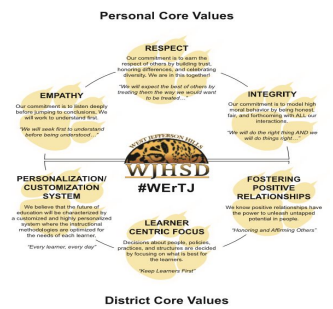 Personal Core Values
RESPECT
Our commitment is to earn the
respect of others by building trust,
honoring differences, and celebrating
diversity. We are in this together!
"We will expect the best of others by
treating them the way we would want
to be treated..."
EMPATHY
Our commitment is to listen deeply
before jumping to conclusions. We
will work to understand first.
"We will seek first to understand
before being understood..."
INTEGRITY
Our commitment is to model high
moral behavior by being honest,
fair, and forthcoming with ALL our
interactions.
"We will do the right thing AND we
will do things right..."
WEST JEFFERSON HILLS
WJHSD
#WErTJ
PERSONALIZATION/
CUSTOMIZATION
SYSTEM
We believe that the future of
education will be characterized by
a customized and highly personalized
system where the instructional
methodologies are optimized for
the needs of each learner,
"Every learner, every day"
FOSTERING
POSITIVE
RELATIONSHIPS
We know positive relationships have
the power to unleash untapped
potential in people.
"Honoring and Affirming Others"
LEARNER
CENTRIC FOCUS
Decisions about people, policies,
practices, and structures are decided
by focusing on what is best for
the learners.
"Keep Learners First"
District Core Values